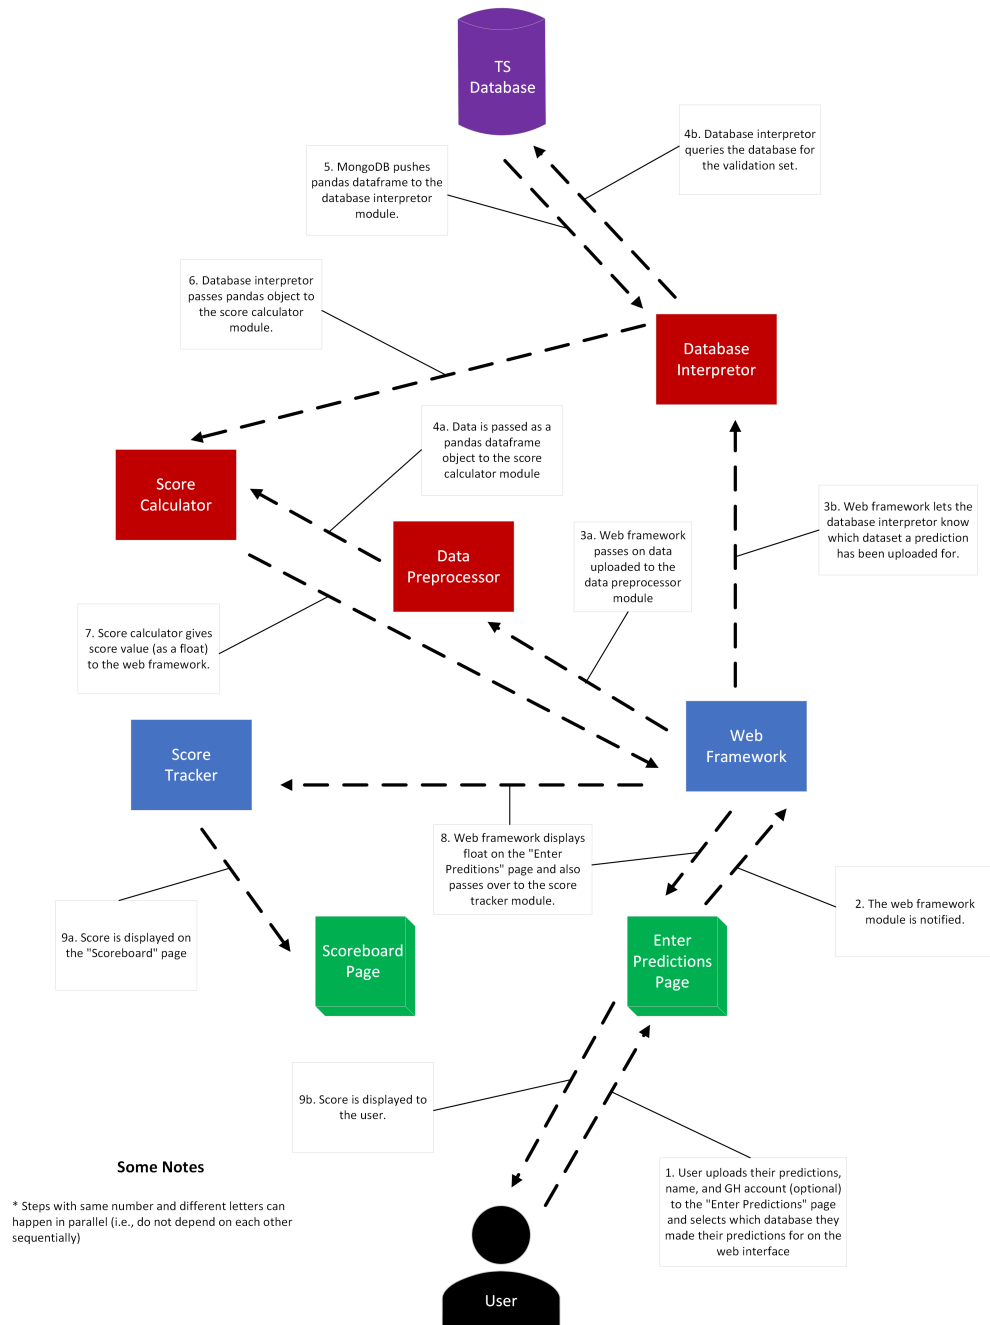 TS
Database
4b. Database interpretor
queries the database for
the validation set.
5. MongoDB pushes
pandas dataframe to the
database interpretor
module.
6. Database interpretor
passes pandas object to
the score calculator
module.
Database
Interpretor
4a. Data is passed as a
pandas dataframe
object to the score
calculator module
Score
Calculator
3b. Web framework lets the
database interpretor know
which dataset a prediction
has been uploaded for.
Data
Preprocessor
3a. Web framework
passes on data
uploaded to the
data preprocessor
module
7. Score calculator gives
score value (as a float)
to the web framework.
Web
Framework
Score
Tracker
8. Web framework displays
float on the "Enter
Preditions" page and also
passes over to the score
tracker module.
2. The web framework
module is notified.
9a. Score is displayed on
the "Scoreboard" page
Scoreboard
Page
Enter
Predictions
Page
9b. Score is displayed to
the user.
Some Notes
* Steps with same number and different letters can
happen in parallel (i.e., do not depend on each other
sequentially)
1. User uploads their predictions,
name, and GH account (optional)
to the "Enter Predictions" page
and selects which database they
made their predictions for on the
web interface
User